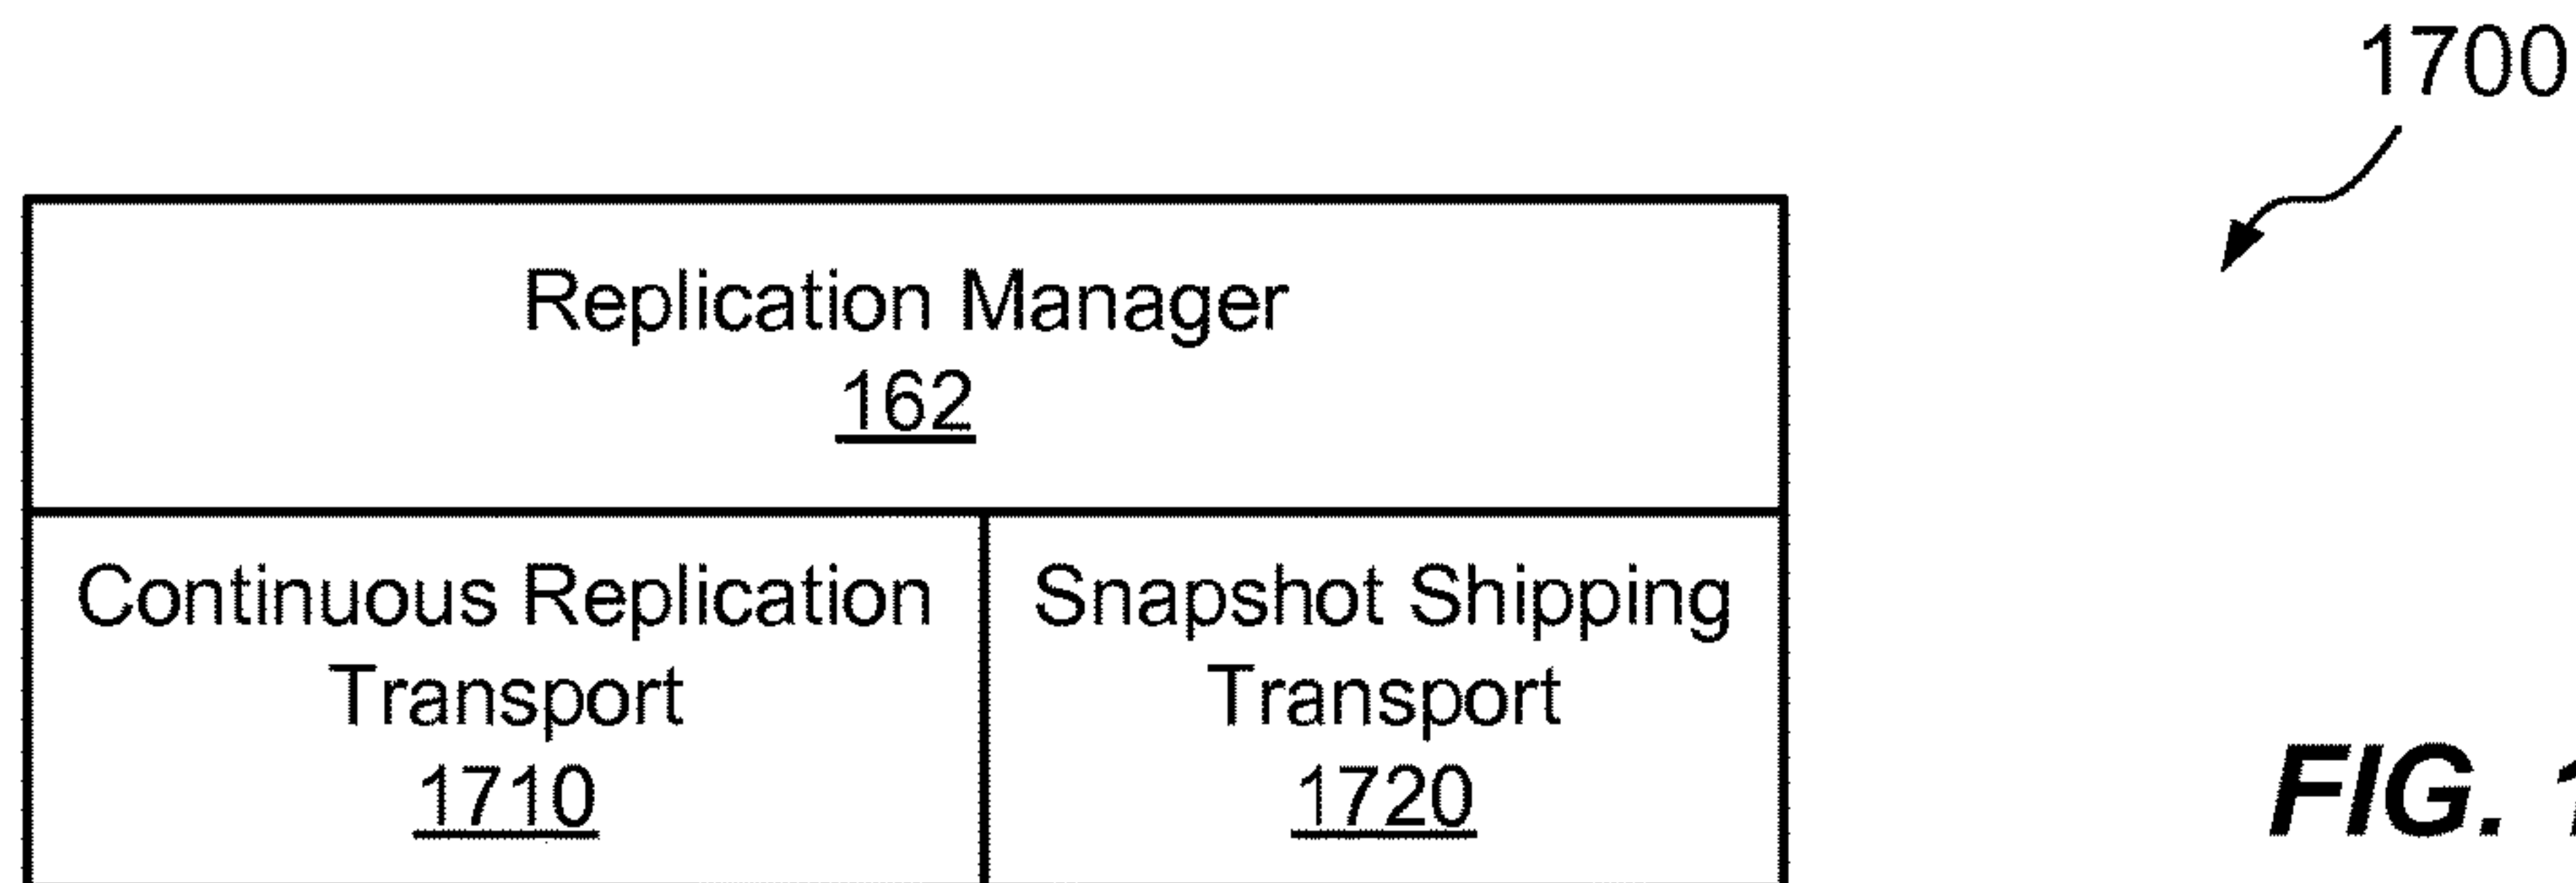 1700
Replication Manager
162
Continuous Replication
Transport
1710
Snapshot Shipping
Transport
1720
FIG.